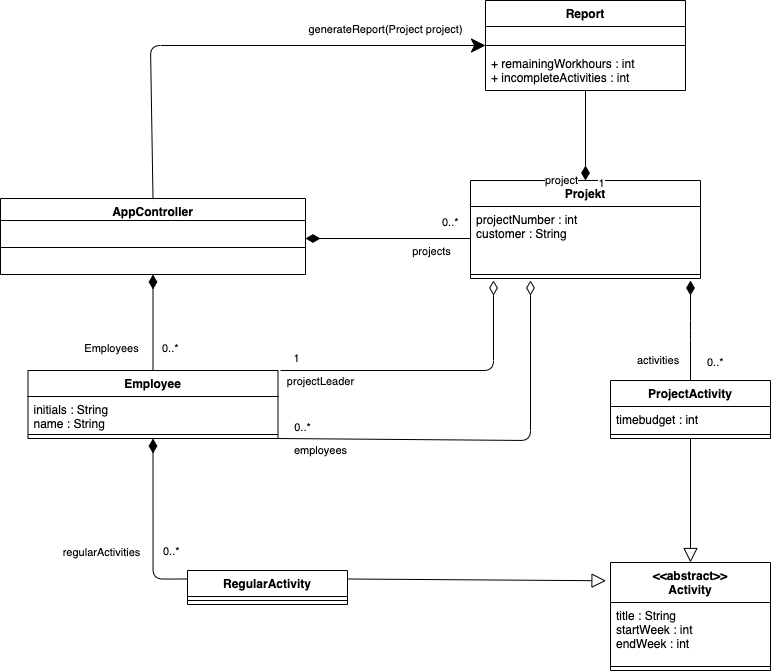 Report
generateReport(Project project)
+ remainingWorkhours : int
+ incompleteActivities : int
project
1
Projekt
AppController
projectNumber : int
customer : String
0..*
projects
Employees
0..*
1
projectLeader
activities
0..*
Employee
initials : String
name : String
ProjectActivity
timebudget : int
0..*
employees
regularActivities
0..*
RegularActivity
<<abstract>>
Activity
title : String
startWeek : int
endWeek : int